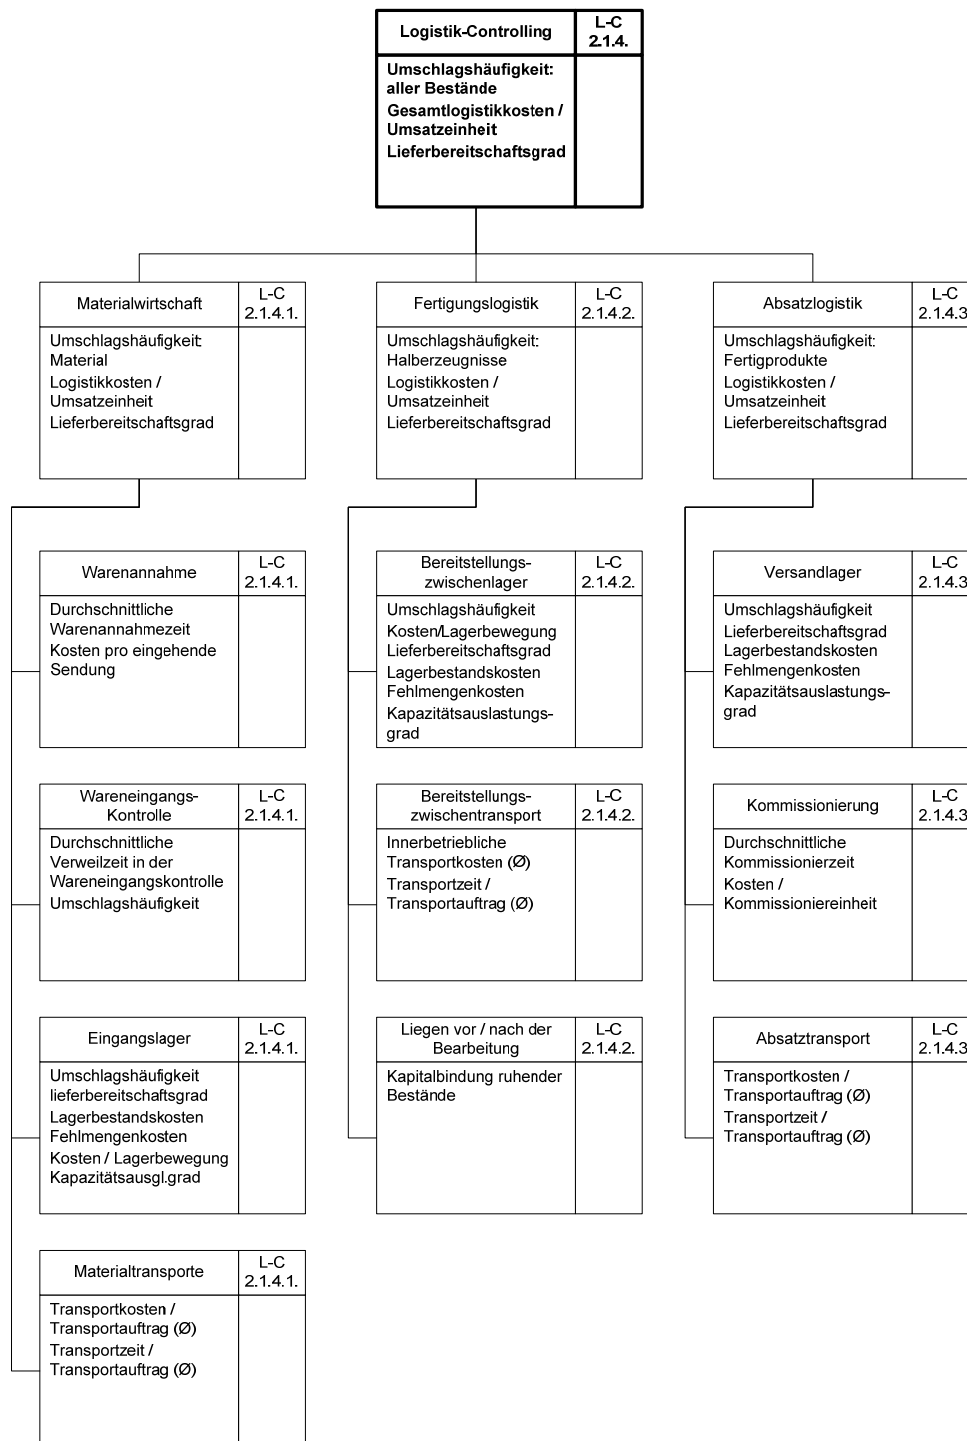 Logistik-Controlling
L-C
2.1.4.
Umschlagshäufigkeit:
aller Bestände
Gesamtlogistikkosten /
Umsatzeinheit
Lieferbereitschaftsgrad
Materialwirtschaft
L-C
2.1.4.1.
Umschlagshäufigkeit:
Material
Logistikkosten /
Umsatzeinheit
Lieferbereitschaftsgrad
Fertigungslogistik
L-C
2.1.4.2.
Umschlagshäufigkeit:
Halberzeugnisse
Logistikkosten /
Umsatzeinheit
Lieferbereitschaftsgrad
Absatzlogistik
L-C
2.1.4.3
Umschlagshäufigkeit:
Fertigprodukte
Logistikkosten /
Umsatzeinheit
Lieferbereitschaftsgrad
Warenannahme
L-C
2.1.4.1.
Durchschnittliche
Warenannahmezeit
Kosten pro eingehende
Sendung
Bereitstellungs-
zwischenlager
L-C
2.1.4.2.
Umschlagshäufigkeit
Kosten/Lagerbewegung
Lieferbereitschaftsgrad
Lagerbestandskosten
Fehlmengenkosten
Kapazitätsauslastungs-
grad
Versandlager
L-C
2.1.4.3
Umschlagshäufigkeit
Lieferbereitschaftsgrad
Lagerbestandskosten
Fehlmengenkosten
Kapazitätsauslastungs-
grad
Wareneingangs-
Kontrolle
L-C
2.1.4.1.
Durchschnittliche
Verweilzeit in der
Wareneingangskontrolle
Umschlagshäufigkeit
Bereitstellungs-
zwischentransport
L-C
2.1.4.2.
Innerbetriebliche
Transportkosten (Ø)
Transportzeit /
Transportauftrag (Ø)
Kommissionierung
L-C
2.1.4.3
Durchschnittliche
Kommissionierzeit
Kosten /
Kommissioniereinheit
Eingangslager
L-C
2.1.4.1.
Umschlagshäufigkeit
lieferbereitschaftsgrad
Lagerbestandskosten
Fehlmengenkosten
Kosten / Lagerbewegung
Kapazitätsausgl.grad
Liegen vor / nach der
Bearbeitung
L-C
2.1.4.2.
Kapitalbindung ruhender
Bestände
Absatztransport
L-C
2.1.4.3
Transportkosten /
Transportauftrag (Ø)
Transportzeit /
Transportauftrag (Ø)
Materialtransporte
L-C
2.1.4.1.
Transportkosten /
Transportauftrag (Ø)
Transportzeit /
Transportauftrag (Ø)